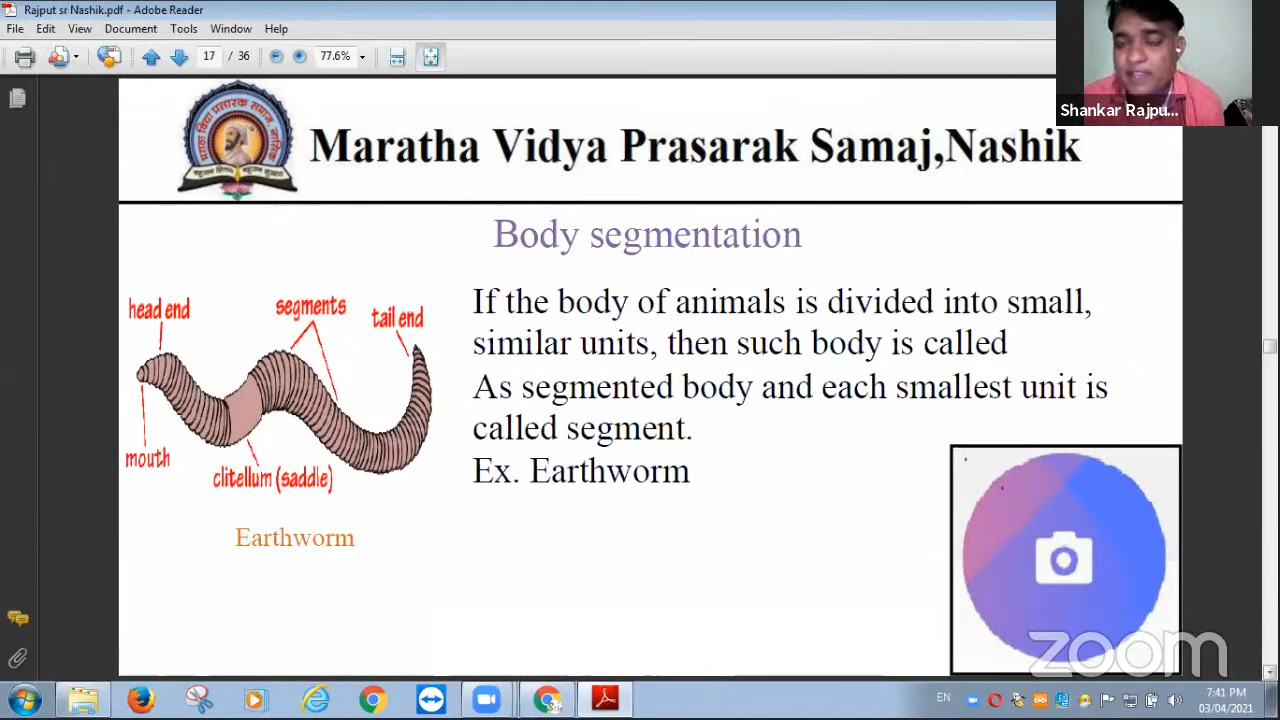 Rajput sr Nashik.pdf - Adobe Reader
File Edit View Document Tools Window Help
17 / 36 77.6%
Shankar Rajpu...
Maratha Vidya Prasarak Samaj,Nashik
Body segmentation
head end
segments
tail end
mouth
clitellum (saddle)
Earthworm
If the body of animals is divided into small,
similar units, then such body is called
As segmented body and each smallest unit is
called segment.
Ex. Earthworm
zoom
EN
7:41 PM
03/04/2021